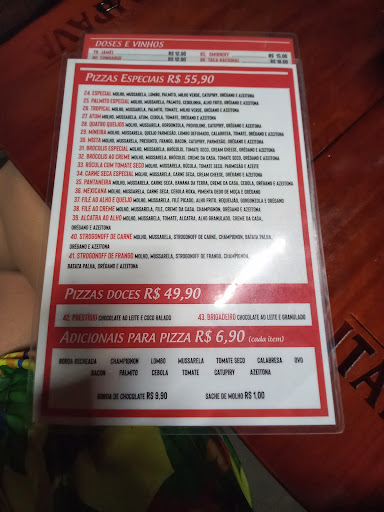 DOSES E VINHOS
PIZZAS ESPECIAIS R$ 55,90
24. ESPECIAL MOLHO, MUSSARELA, LOMBO, PALMITO, MILHO VERDE, CATUPIRY, ORÉGANO E AZEITONA
25. PALMITO ESPECIAL MOLHO, MUSSARELA, PALMITO, CEBOLINHA, ALHO FRITO, ORÉGANO E AZEITONA
26. TROPICAL MOLHO, MUSSARELA, PALMITO, TOMATE, MILHO VERDE, CATUPIRY, ORÉGANO E AZEITONA
27. ATUM MOLHO, MUSSARELA, ATUM, CEBOLA, TOMATE, ORÉGANO E AZEITONA
28. QUATRO QUEIJOS MOLHO, MUSSARELA, GORGONZOLA, PROVOLONE, CATUPIRY, ORÉGANO E AZEITONA
29. MINEIRA MOLHO, MUSSARELA, QUEIJO PARMESÃO, LOMBO DEFUMADO, CALABRESA, TOMATE, ORÉGANO E AZEITONA
30. MISTA MOLHO, MUSSARELA, PRESUNTO, FRANGO, BACON, CATUPIRY, PARMESÃO, ORÉGANO E AZEITONA
31. BRÓCOLIS ESPECIAL MOLHO, MUSSARELA, BRÓCOLIS, TOMATE SECO, CREAM CHEESE, ORÉGANO E AZEITONA
32. BRÓCOLIS AO CREME MOLHO, MUSSARELA, BRÓCOLIS, CREME DA CASA, TOMATE SECO, ORÉGANO E AZEITONA
33. RÚCULA COM TOMATE SECO MOLHO, MUSSARELA, RÚCULA, TOMATE SECO, PARMESÃO E AZEITE
34. CARNE SECA ESPECIAL MOLHO, MUSSARELA, CARNE SECA, CREAM CHEESE, ORÉGANO E AZEITONA
35. PANTANEIRA MOLHO, MUSSARELA, CARNE SECA, BANANA DA TERRA, CREME DA CASA, CEBOLA, ORÉGANO E AZEITONA
36. MEXICANA MOLHO, MUSSARELA, CARNE SECA, CEBOLA ROXA, PIMENTA DEDO DE MOÇA E ORÉGANO
37. FILÉ AO ALHO E QUEIJO MOLHO, MUSSARELA, FILÉ PICADO, ALHO FRITO, REQUEIJÃO, GORGONZOLA E ORÉGANO
38. FILÉ AO CREME MOLHO, MUSSARELA, FILÉ, CREME DA CASA, CHAMPIGNON, ORÉGANO E AZEITONA
39. ALCATRA AO ALHO MOLHO, MUSSARELA, TOMATE, ALCATRA, ALHO GRANULADO, CREME DA CASA,
ORÉGANO E AZEITONA
40. STROGONOFF DE CARNE MOLHO, MUSSARELA, STROGONOFF DE CARNE, CHAMPIGNON, BATATA PALHA,
ORÉGANO E AZEITONA
41. STROGONOFF DE FRANGO MOLHO, MUSSARELA, STROGONOFF DE FRANGO, CHAMPIGNON,
BATATA PALHA, ORÉGANO E AZEITONA
PIZZAS DOCES R$ 49,90
42. PRESTÍGIO CHOCOLATE AO LEITE E COCO RALADO 43. BRIGADEIRO CHOCOLATE AO LEITE E GRANULADO
ADICIONAIS PARA PIZZA R$ 6,90 (cada item)
BORDA RECHEADA CHAMPIGNON LOMBO MUSSARELA TOMATE SECO CALABRESA OVO
BACON PALMITO CEBOLA TOMATE CATUPIRY AZEITONA
BORDA DE CHOCOLATE R$ 9,90 SACHE DE MOLHO R$ 1,00